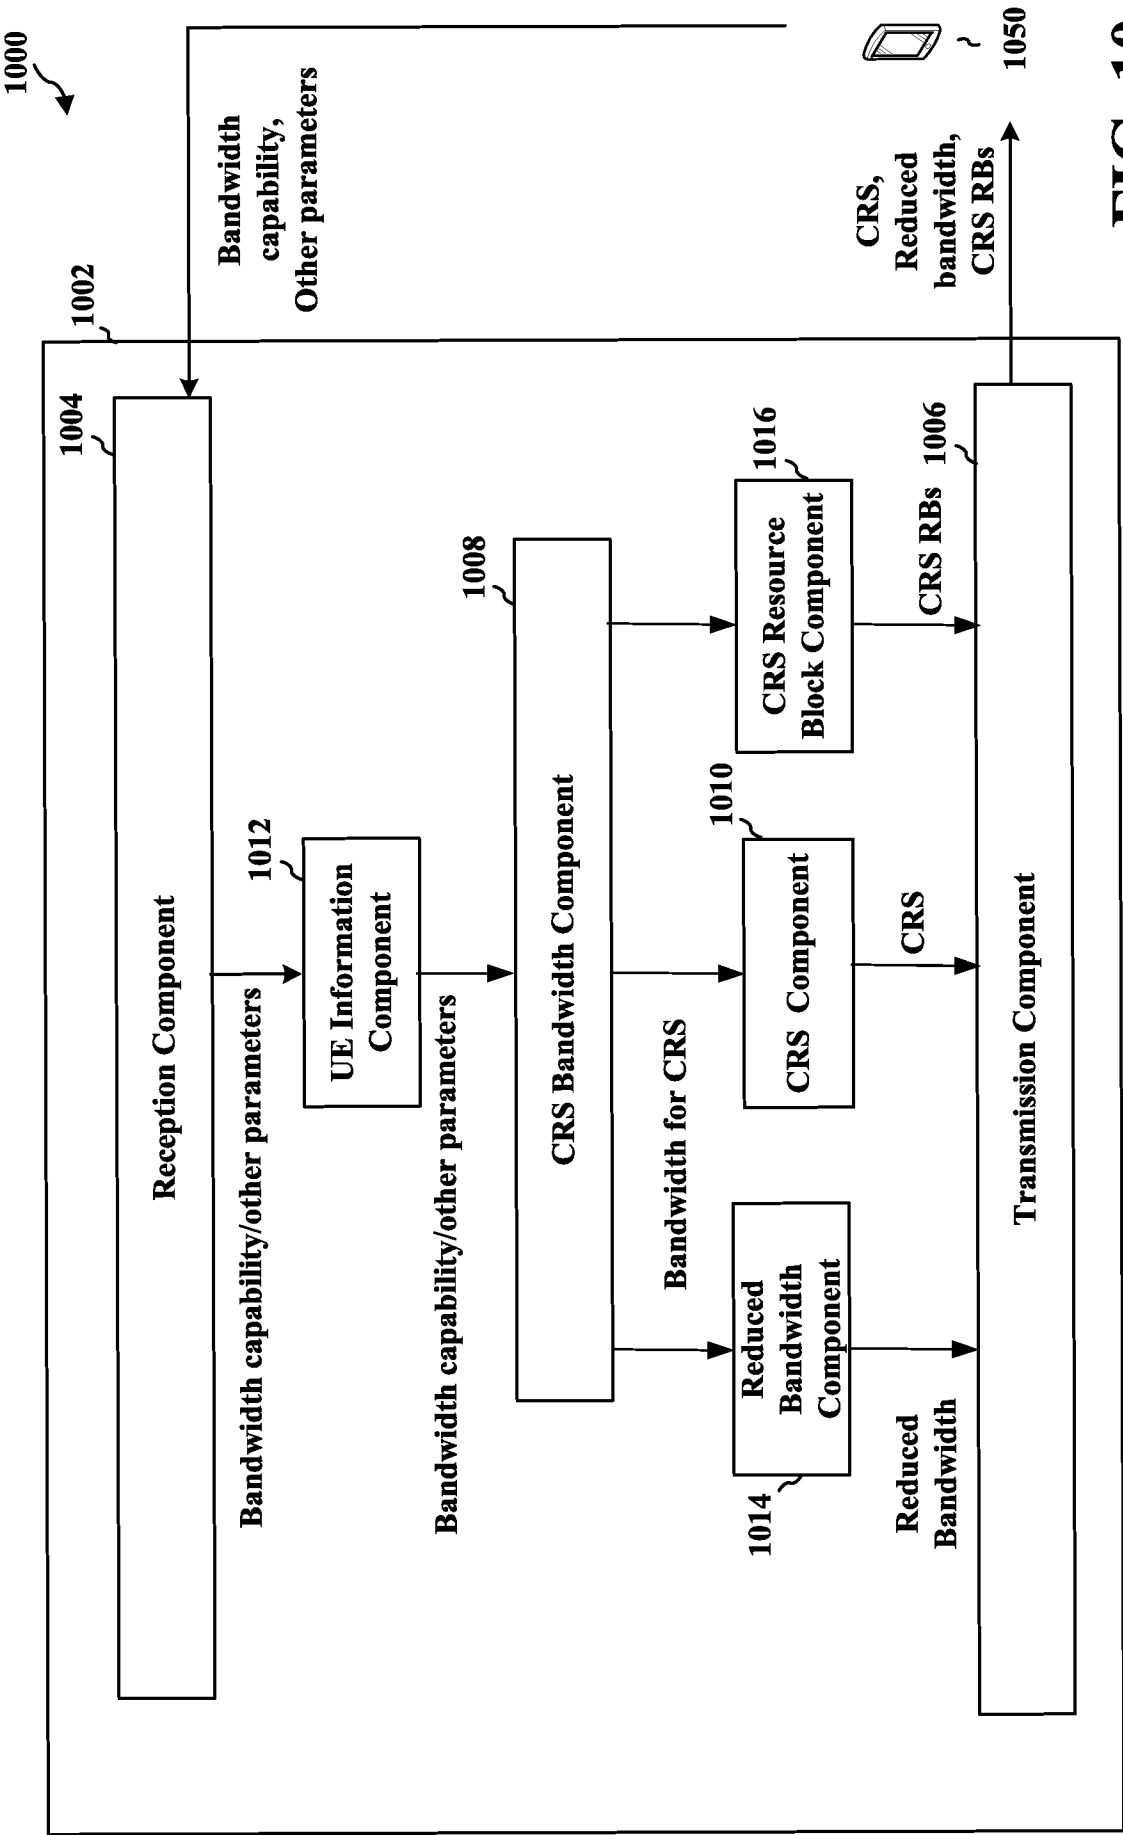 1000
1002
1004
Reception Component
Bandwidth
capability,
Other parameters
Bandwidth capability/other parameters
1012
UE Information
Component
Bandwidth capability/other parameters
1008
CRS Bandwidth Component
Bandwidth for CRS
1014
Reduced
Bandwidth
Component
1010
CRS Component
1016
CRS Resource
Block Component
Reduced
Bandwidth
CRS
CRS RBs
1006
Transmission Component
CRS,
Reduced
bandwidth,
CRS RBs
1050
FIG. 10